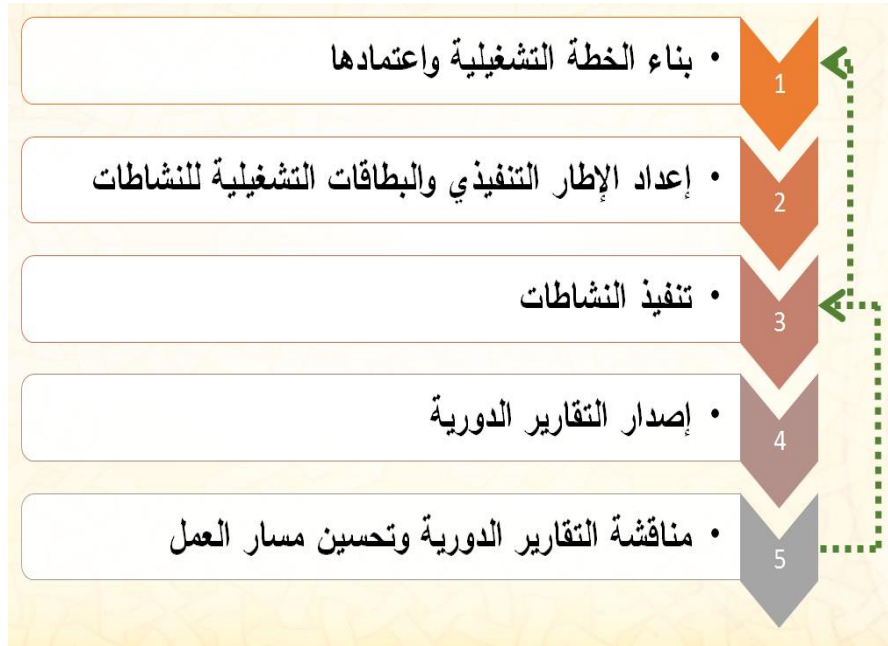 1
• بناء الخطة التشغيلية واعتمادها
2
• إعداد الإطار التنفيذي والبطاقات التشغيلية للنشاطات
3
• تنفيذ النشاطات
4
• إصدار التقارير الدورية
5
• مناقشة التقارير الدورية وتحسين مسار العمل